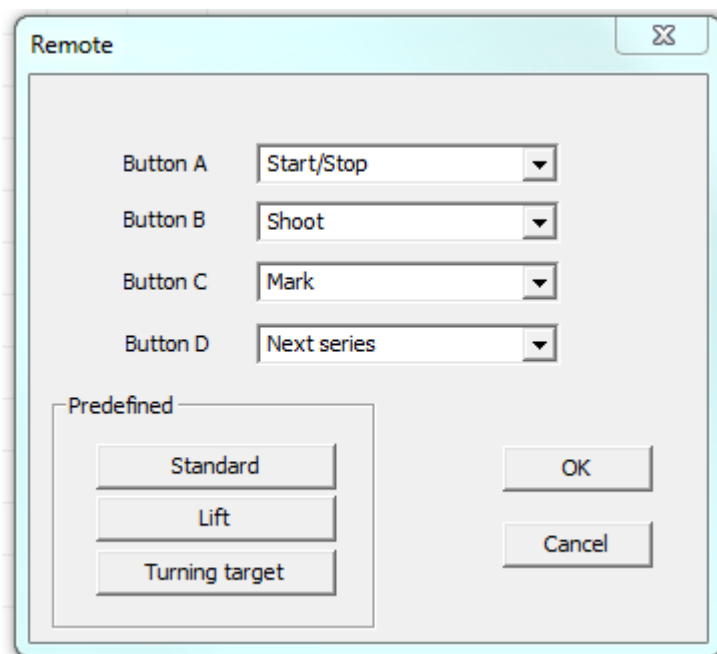 Remote
Button A Start/Stop
Button B Shoot
Button C Mark
Button D Next series
Predefined
Standard
Lift
Turning target
OK
Cancel